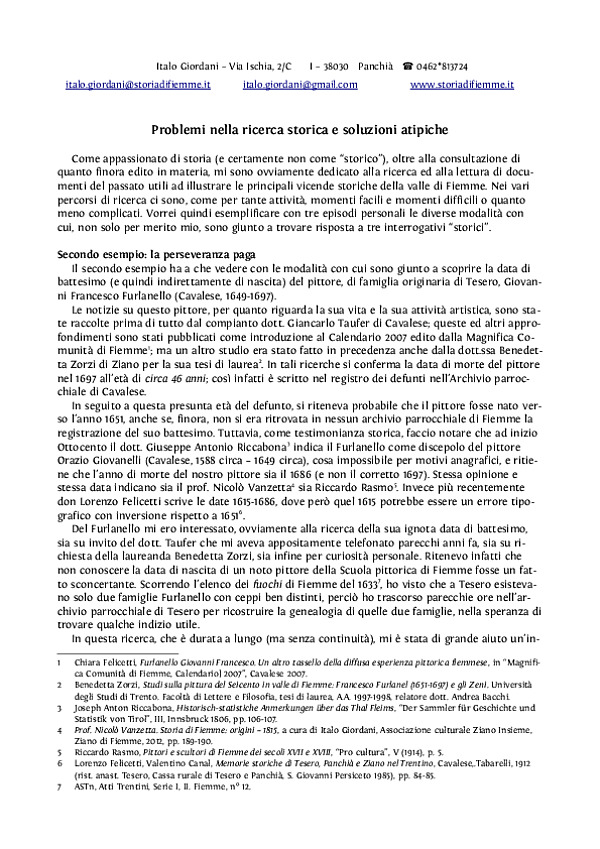 Italo Giordani – Via Ischia, 2/C I – 38030 Panchià ☎ 0462*813724
italo.giordani@storiadifiemme.it italo.giordani@gmail.com www.storiadifiemme.it
Problemi nella ricerca storica e soluzioni atipiche
Come appassionato di storia (e certamente non come “storico”), oltre alla consultazione di
quanto finora edito in materia, mi sono ovviamente dedicato alla ricerca ed alla lettura di docu-
menti del passato utili ad illustrare le principali vicende storiche della valle di Fiemme. Nei vari
percorsi di ricerca ci sono, come per tante attività, momenti facili e momenti difficili o quanto
meno complicati. Vorrei quindi esemplificare con tre episodi personali le diverse modalità con
cui, non solo per merito mio, sono giunto a trovare risposta a tre interrogativi “storici”.
Secondo esempio: la perseveranza paga
Il secondo esempio ha a che vedere con le modalità con cui sono giunto a scoprire la data di
battesimo (e quindi indirettamente di nascita) del pittore, di famiglia originaria di Tesero, Giovan-
ni Francesco Furlanello (Cavalese, 1649-1697).
Le notizie su questo pittore, per quanto riguarda la sua vita e la sua attività artistica, sono sta-
te raccolte prima di tutto dal compianto dott. Giancarlo Taufer di Cavalese; queste ed altri appro-
fondimenti sono stati pubblicati come introduzione al Calendario 2007 edito dalla Magnifica Co-
munità di Fiemme¹; ma un altro studio era stato fatto in precedenza anche dalla dott.ssa Benedet-
ta Zorzi di Ziano per la sua tesi di laurea². In tali ricerche si conferma la data di morte del pittore
nel 1697 all’età di circa 46 anni; così infatti è scritto nel registro dei defunti nell’Archivio parroc-
chiale di Cavalese.
In seguito a questa presunta età del defunto, si riteneva probabile che il pittore fosse nato ver-
so l’anno 1651, anche se, finora, non si era ritrovata in nessun archivio parrocchiale di Fiemme la
registrazione del suo battesimo. Tuttavia, come testimonianza storica, faccio notare che ad inizio
Ottocento il dott. Giuseppe Antonio Riccabona³ indica il Furlanello come discepolo del pittore
Orazio Giovanelli (Cavalese, 1588 circa – 1649 circa), cosa impossibile per motivi anagrafici, e ritie-
ne che l’anno di morte del nostro pittore sia il 1686 (e non il corretto 1697). Stessa opinione e
stessa data indicano sia il prof. Nicolò Vanzetta⁴ sia Riccardo Rasmo⁵. Invece più recentemente
don Lorenzo Felicetti scrive le date 1615-1686, dove però quel 1615 potrebbe essere un errore tipo-
grafico con inversione rispetto a 1651⁶.
Del Furlanello mi ero interessato, ovviamente alla ricerca della sua ignota data di battesimo,
sia su invito del dott. Taufer che mi aveva appositamente telefonato parecchi anni fa, sia su ri-
chiesta della laureanda Benedetta Zorzi, sia infine per curiosità personale. Ritenevo infatti che
non conoscere la data di nascita di un noto pittore della Scuola pittorica di Fiemme fosse un fat-
to sconcertante. Scorrendo l’elenco dei fuochi di Fiemme del 1633⁷, ho visto che a Tesero esisteva-
no solo due famiglie Furlanello con ceppi ben distinti, perciò ho trascorso parecchie ore nell’ar-
chivio parrocchiale di Tesero per ricostruire la genealogia di quelle due famiglie, nella speranza di
trovare qualche indizio utile.
In questa ricerca, che è durata a lungo (ma senza continuità), mi è stata di grande aiuto un’in-
1 Chiara Felicetti, Furlanello Giovanni Francesco. Un altro tassello della diffusa esperienza pittorica fiemmese, in “Magnifi-
ca Comunità di Fiemme, Calendario] 2007”, Cavalese 2007.
2 Benedetta Zorzi, Studi sulla pittura del Seicento in valle di Fiemme: Francesco Furlanel (1651-1697) e gli Zeni. Università
degli Studi di Trento. Facoltà di Lettere e Filosofia, tesi di laurea, A.A. 1997-1998, relatore dott. Andrea Bacchi.
3 Joseph Anton Riccabona, Historisch-statistiche Anmerkungen über das Thal Fleims, “Der Sammler für Geschichte und
Statistik von Tirol”, III, Innsbruck 1806, pp. 106-107.
4 Prof. Nicolò Vanzetta, Storia di Fiemme: origini – 1815, a cura di Italo Giordani, Associazione culturale Ziano Insieme,
Ziano di Fiemme, 2012, pp. 189-190.
5 Riccardo Rasmo, Pittori e scultori di Fiemme dei secoli XVII e XVIII, “Pro cultura”, V (1914), p. 5.
6 Lorenzo Felicetti, Valentino Canal, Memorie storiche di Tesero, Panchià e Ziano nel Trentino, Cavalese,.Tabarelli, 1912
(rist. anast. Tesero, Cassa rurale di Tesero e Panchià, S. Giovanni Persiceto 1985), pp. 84-85.
7 ASTn, Atti Trentini, Serie I, II. Fiemme, n° 12.